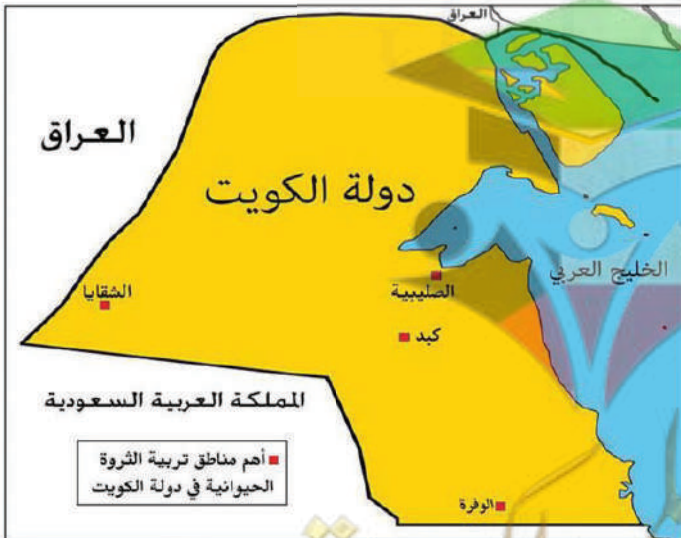 العراق
العراق
دولة الكويت
الخليج العربي
الشقايا
الصليبية
كبد
المملكة العربية السعودية
أهم مناطق تربية الثروة
الحيوانية في دولة الكويت
الوفرة